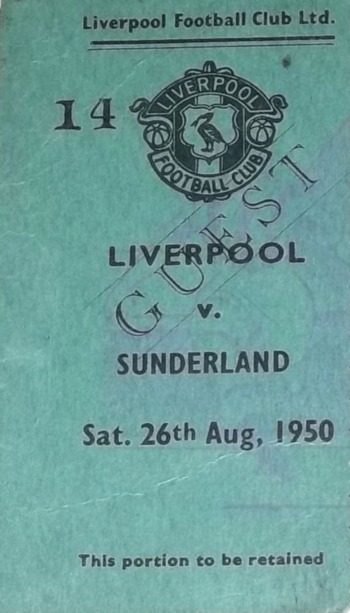 Liverpool Football Club Ltd.
14
LIVERPOOL
FOOTBALL CLUB
GUEST
LIVERPOOL
v.
SUNDERLAND
Sat. 26th Aug, 1950
This portion to be retained